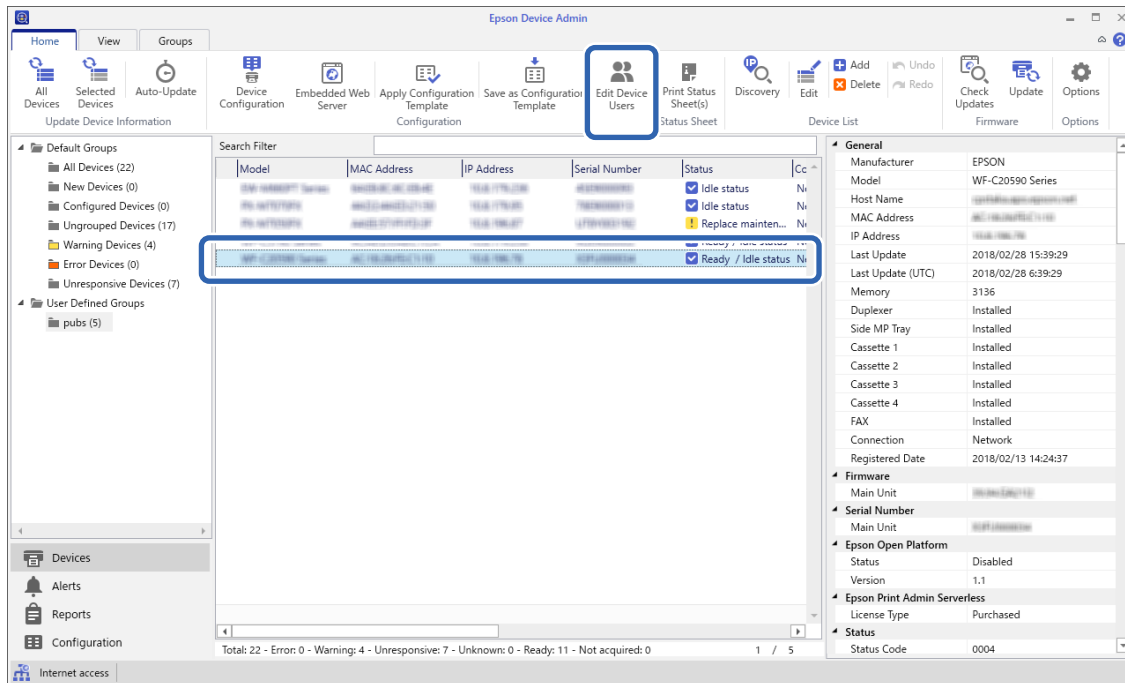 Epson Device Admin
Home View Groups
All Devices
Selected Devices
Auto-Update
Update Device Information
Device Configuration
Embedded Web Server
Apply Configuration Template
Save as Configuration Template
Edit Device Users
Configuration
Print Status Sheet(s)
Status Sheet
Discovery
Edit
Add
Delete
Undo
Redo
Device List
Check Updates
Update
Firmware
Options
Options
Default Groups
All Devices (22)
New Devices (0)
Configured Devices (0)
Ungrouped Devices (17)
Warning Devices (4)
Error Devices (0)
Unresponsive Devices (7)
User Defined Groups
pubs (5)
Devices
Alerts
Reports
Configuration
Search Filter
Model MAC Address IP Address Serial Number Status Co
Idle status
Idle status
Replace mainten...
Ready / Idle status
Ready / Idle status
Total: 22 - Error: 0 - Warning: 4 - Unresponsive: 7 - Unknown: 0 - Ready: 11 - Not acquired: 0 1 / 5
General
Manufacturer EPSON
Model WF-C20590 Series
Host Name
MAC Address
IP Address
Last Update 2018/02/28 15:39:29
Last Update (UTC) 2018/02/28 6:39:29
Memory 3136
Duplexer Installed
Side MP Tray Installed
Cassette 1 Installed
Cassette 2 Installed
Cassette 3 Installed
Cassette 4 Installed
FAX Installed
Connection Network
Registered Date 2018/02/13 14:24:37
Firmware
Main Unit
Serial Number
Main Unit
Epson Open Platform
Status Disabled
Version 1.1
Epson Print Admin Serverless
License Type Purchased
Status
Status Code 0004
Internet access